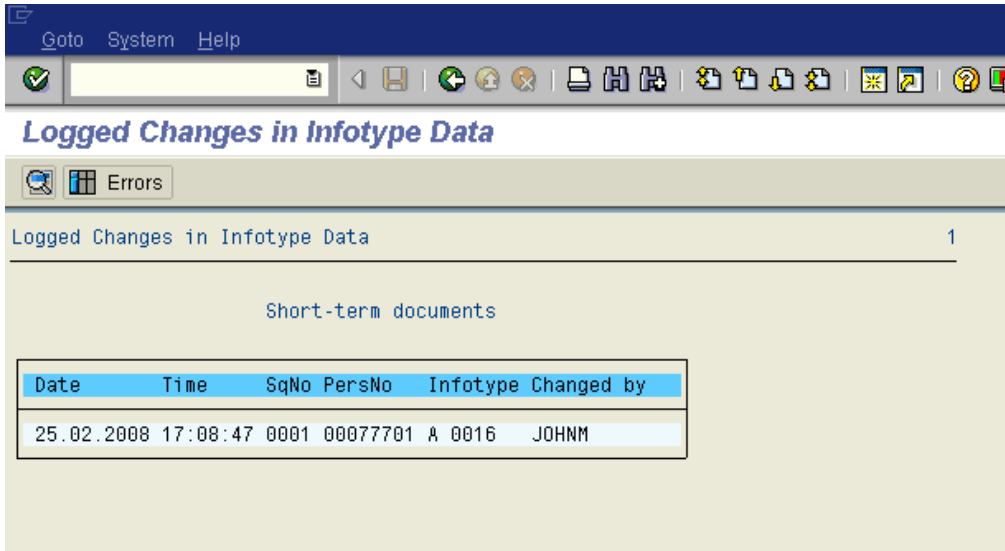 Goto System Help
Logged Changes in Infotype Data
Errors
Logged Changes in Infotype Data 1
Short-term documents
Date Time SqNo PersNo Infotype Changed by
25.02.2008 17:08:47 0001 00077701 A 0016 JOHNM